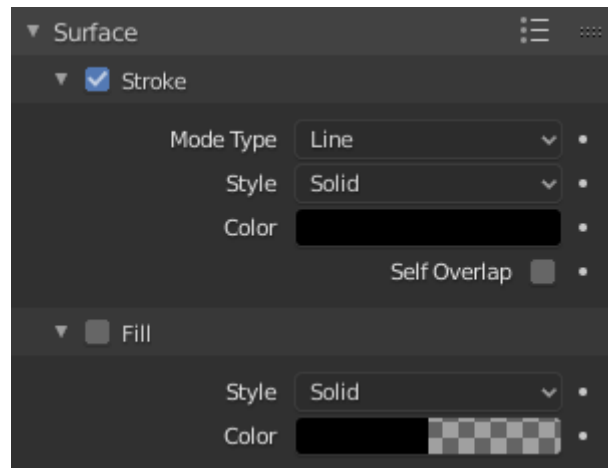 Surface
Stroke
Mode Type Line
Style Solid
Color
Self Overlap
Fill
Style Solid
Color